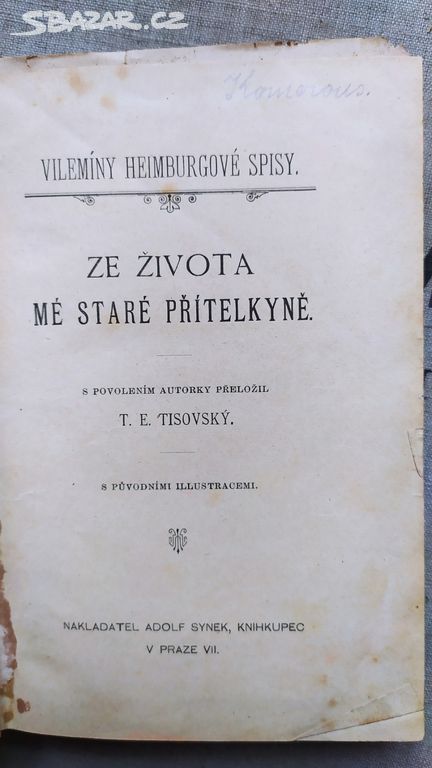 SBAZAR.CZ
VILEMÍNY HEIMBURGOVÉ SPISY.
ZE ŽIVOTA
MÉ STARÉ PŘÍTELKYNĚ.
S POVOLENÍM AUTORKY PŘELOŽIL
T. E. TISOVSKÝ.
S PŮVODNÍMI ILLUSTRACEMI.
NAKLADATEL ADOLF SYNEK, KNIHKUPEC
V PRAZE VII.